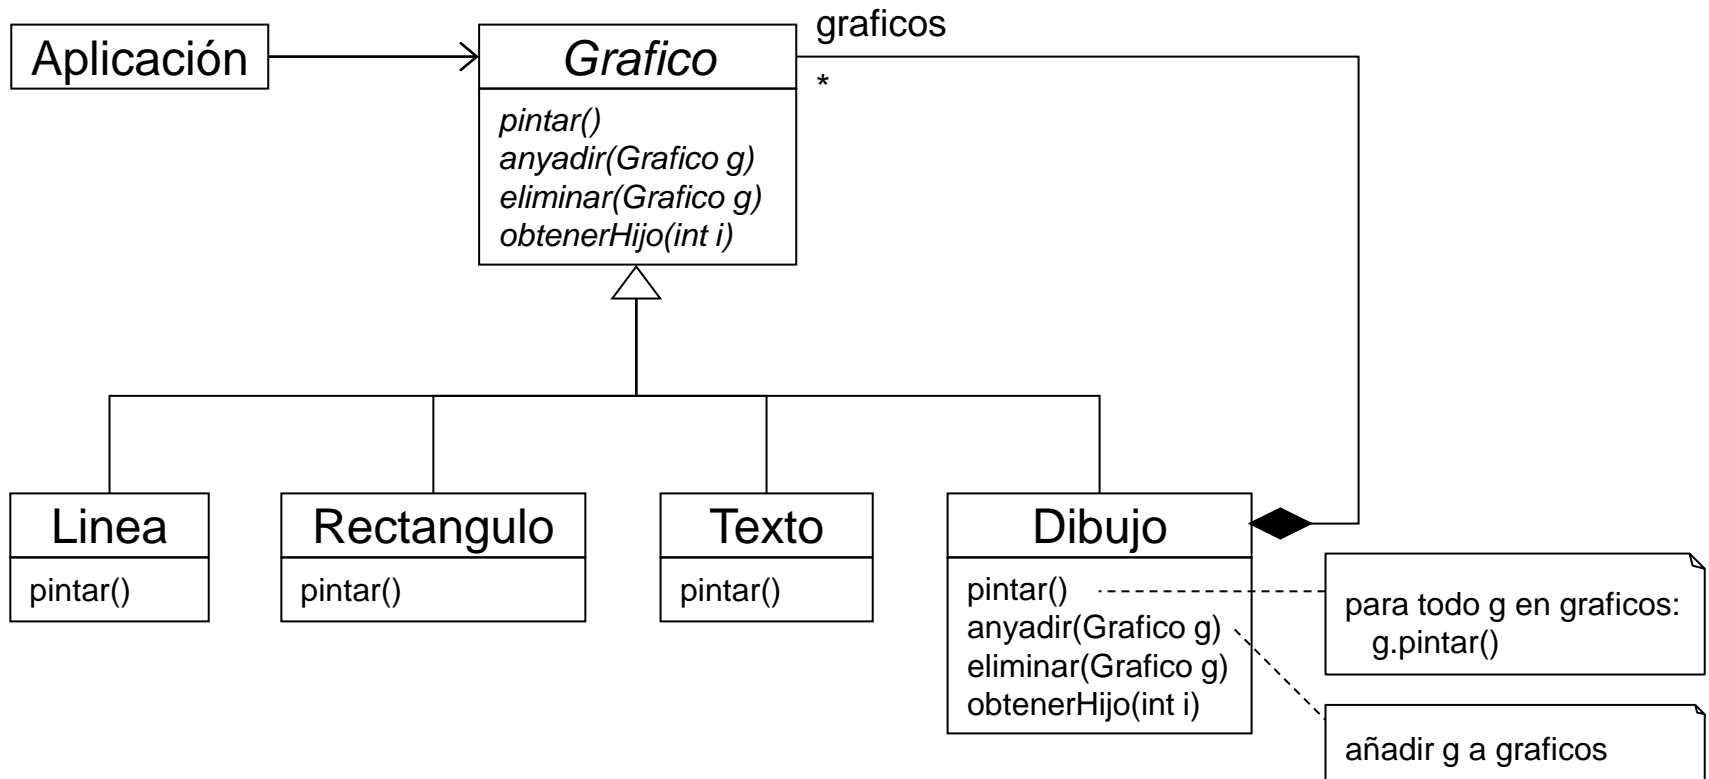 Aplicación
Grafico
graficos
*
pintar()
anyadir(Grafico g)
eliminar(Grafico g)
obtenerHijo(int i)
Linea
pintar()
Rectangulo
pintar()
Texto
pintar()
Dibujo
pintar()
anyadir(Grafico g)
eliminar(Grafico g)
obtenerHijo(int i)
para todo g en graficos:
g.pintar()
añadir g a graficos